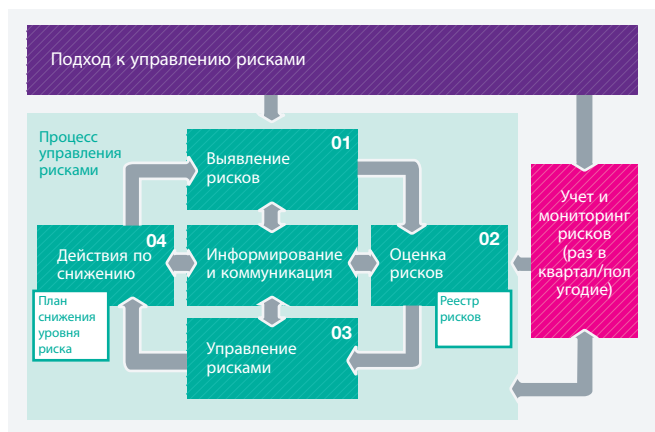 Подход к управлению рисками
Процесс
управления
рисками
01
Выявление
рисков
04
Действия по
снижению
План
снижения
уровня
риска
Информирование
и коммуникация
02
Оценка
рисков
Реестр
рисков
03
Управление
рисками
Учет и
мониторинг
рисков
(раз в
квартал/пол
угодие)